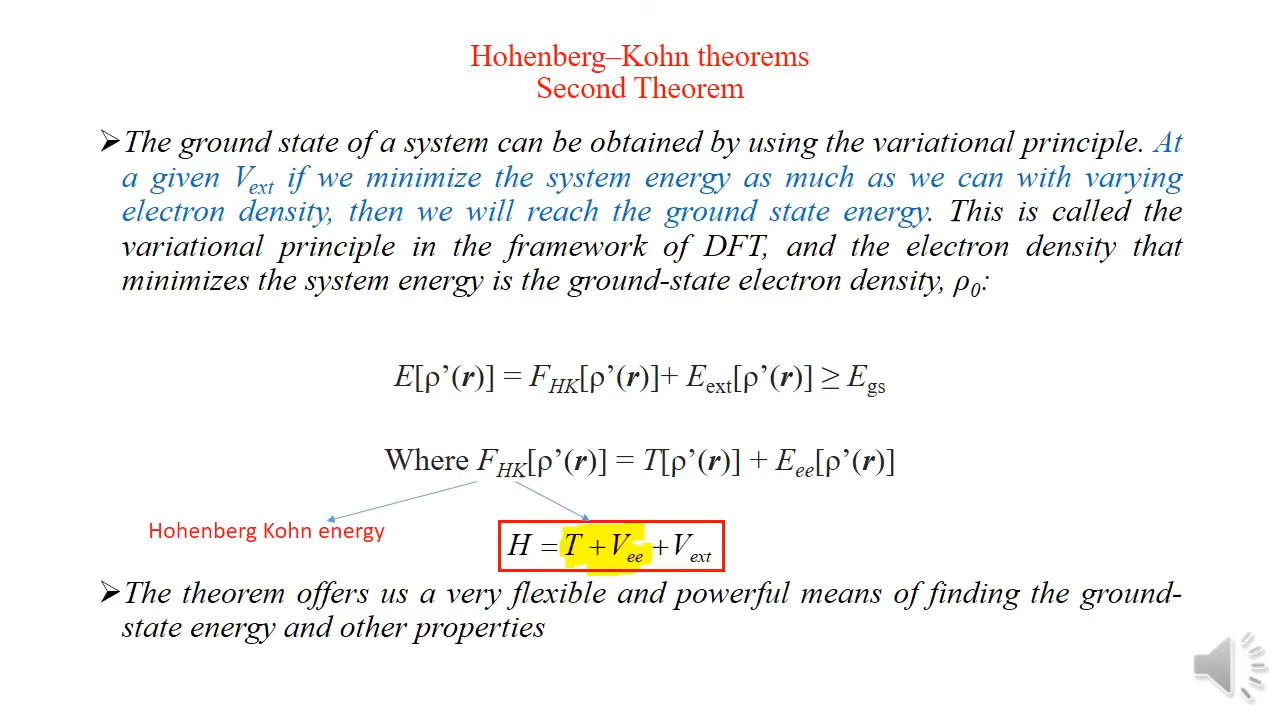 Hohenberg–Kohn theorems
Second Theorem
➢The ground state of a system can be obtained by using the variational principle. At
a given Vext if we minimize the system energy as much as we can with varying
electron density, then we will reach the ground state energy. This is called the
variational principle in the framework of DFT, and the electron density that
minimizes the system energy is the ground-state electron density, ρ0:
E[ρ’(r)] = FHK[ρ’(r)]+ Eext[ρ’(r)] ≥ Egs
Where FHK[ρ’(r)] = T[ρ’(r)] + Eee[ρ’(r)]
Hohenberg Kohn energy
H = T + Vee + Vext
➢The theorem offers us a very flexible and powerful means of finding the ground-
state energy and other properties